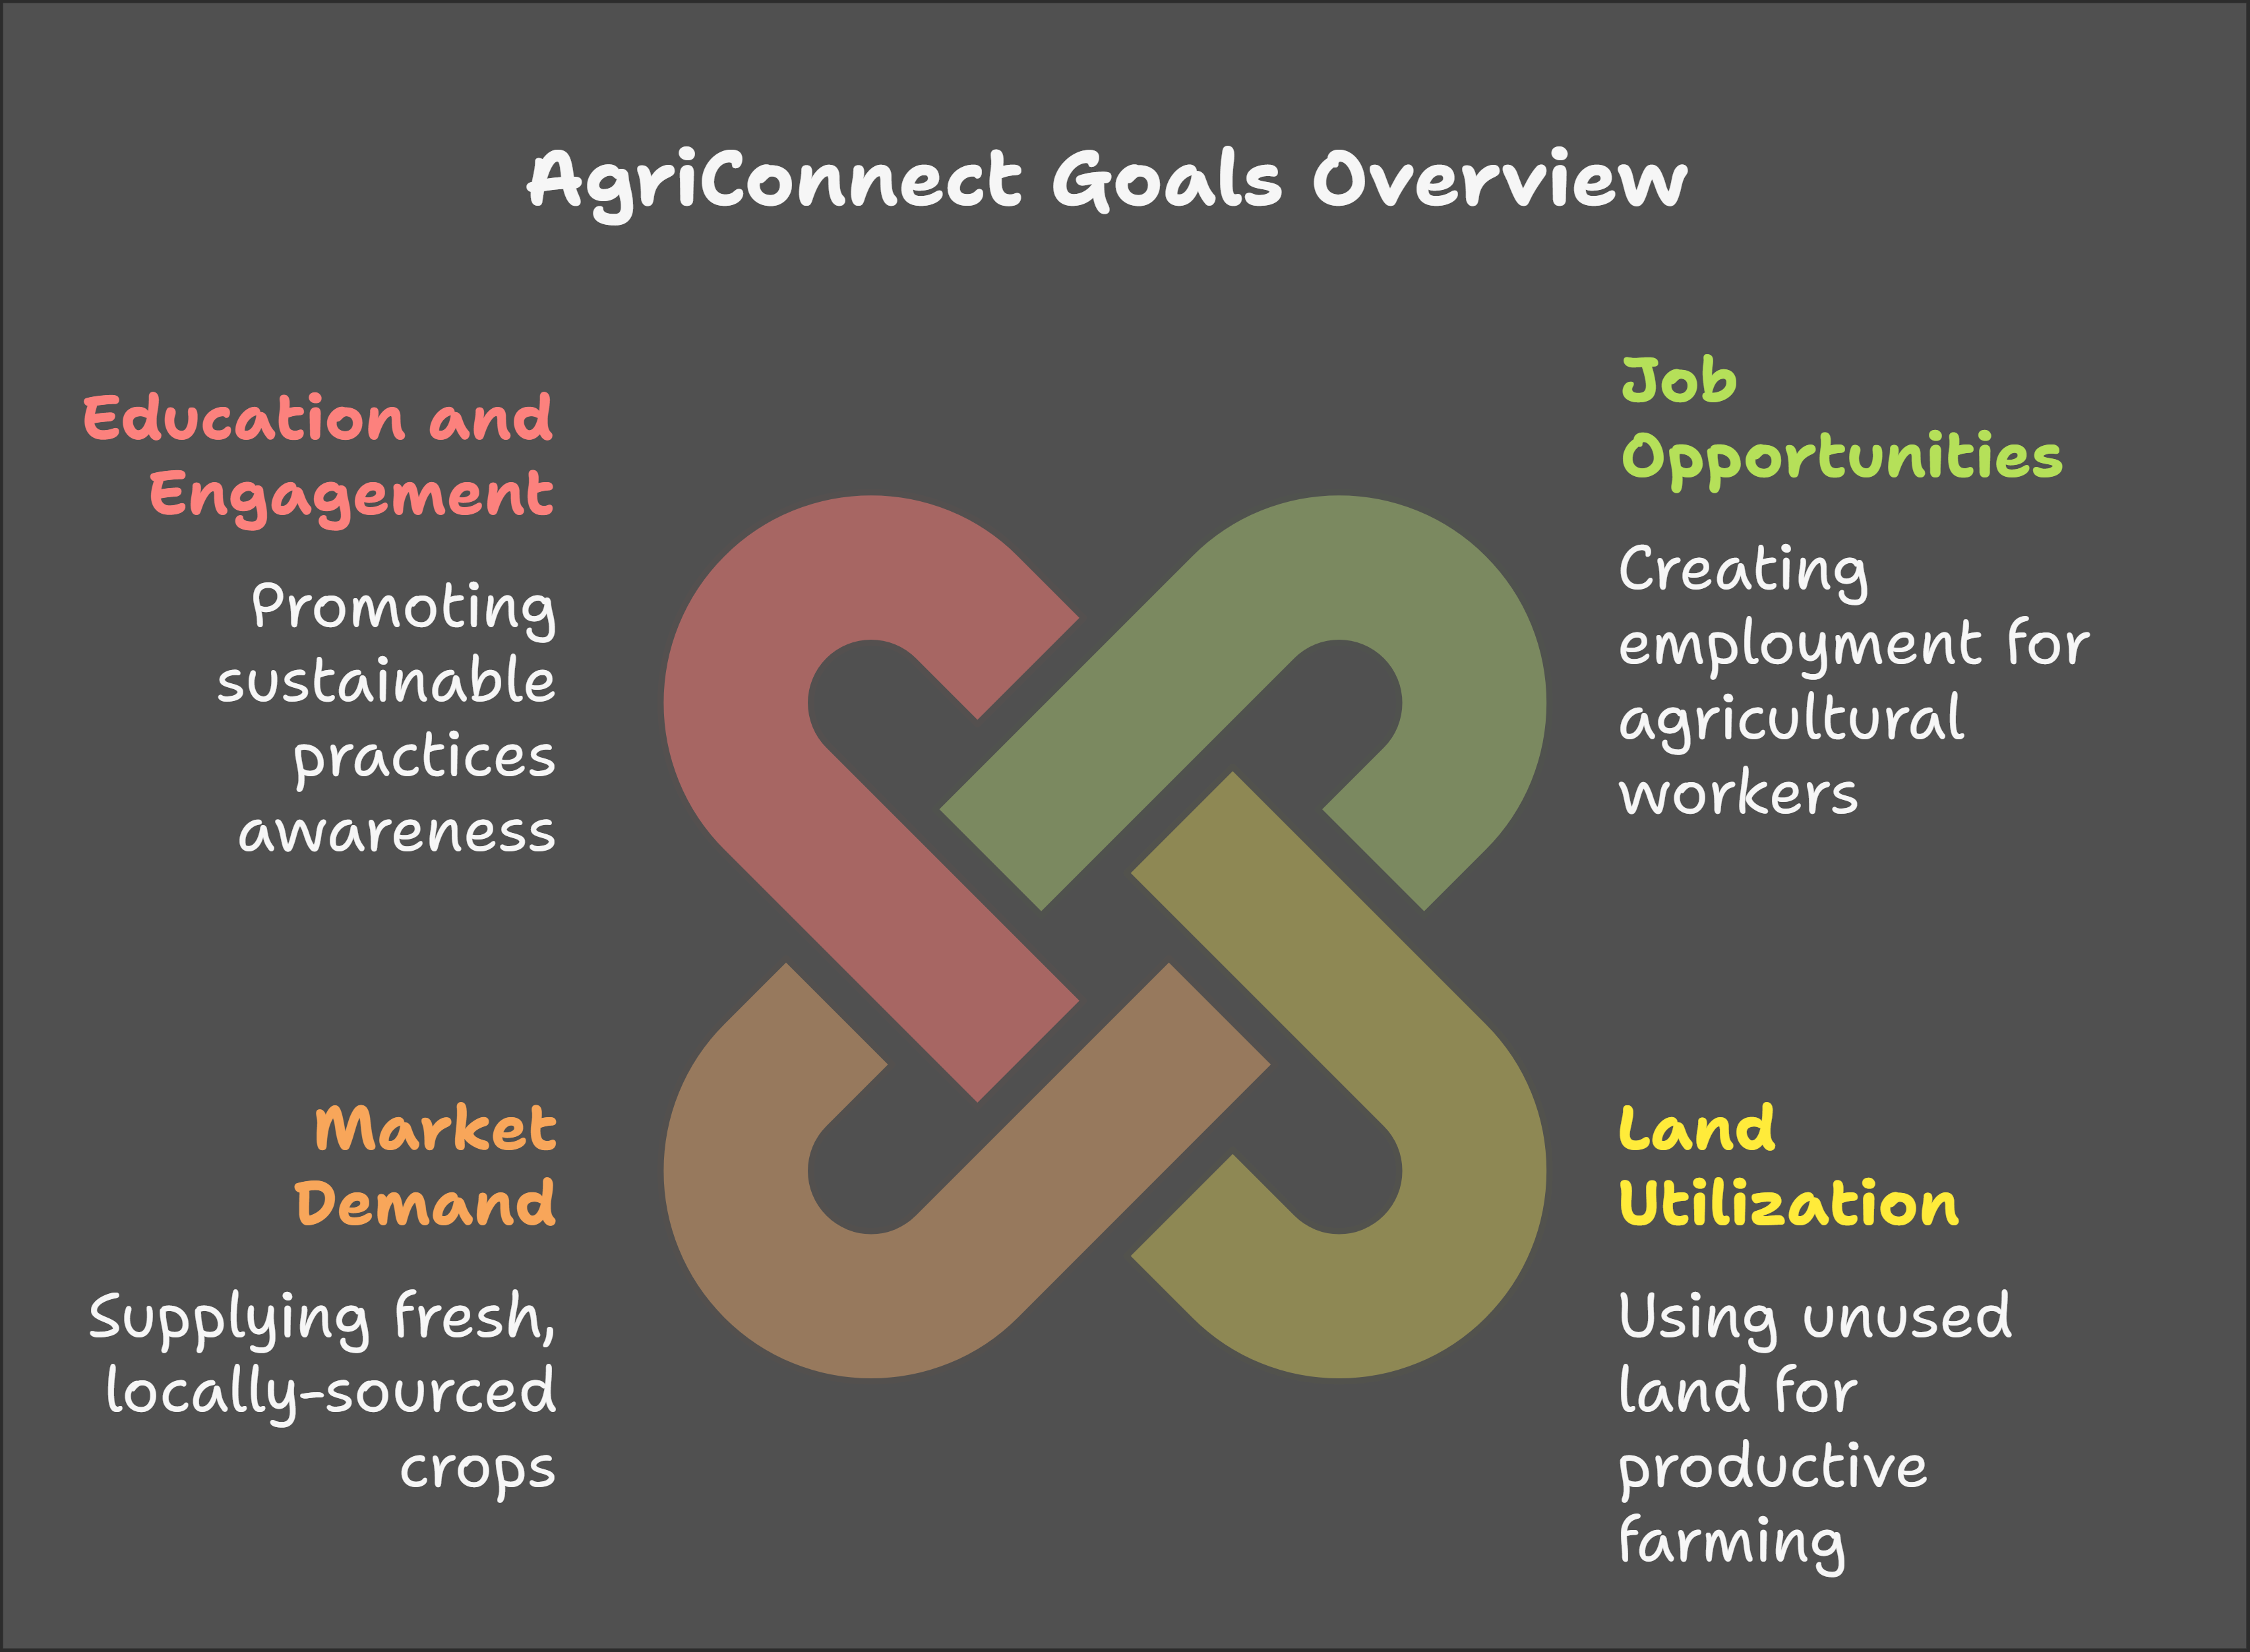 AgriConnect Goals Overview
Education and
Engagement
Promoting
sustainable
practices
awareness
Job
Opportunities
Creating
employment for
agricultural
workers
Market
Demand
Supplying fresh,
locally-sourced
crops
Land
Utilization
Using unused
land for
productive
farming